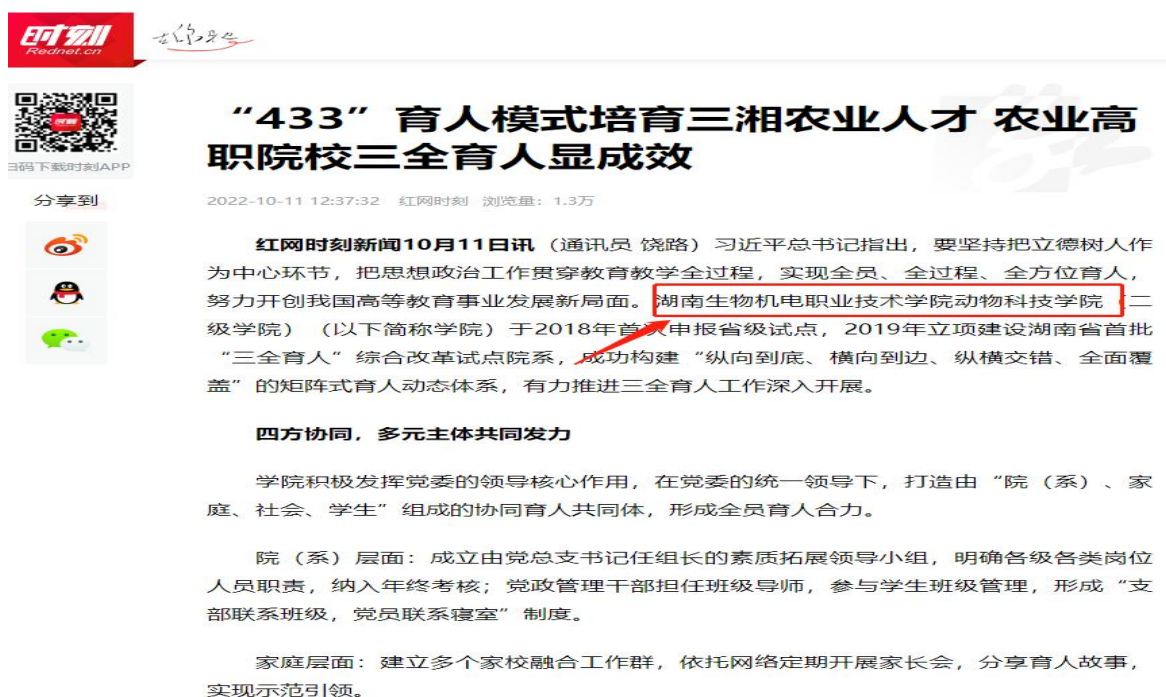 时刻
Rednet.cn
扫码下载时刻APP
分享到
“433”育人模式培育三湘农业人才 农业高
职院校三全育人显成效
2022-10-11 12:37:32 红网时刻 浏览量：1.3万
红网时刻新闻10月11日讯（通讯员 饶路）习近平总书记指出，要坚持把立德树人作
为中心环节，把思想政治工作贯穿教育教学全过程，实现全员、全过程、全方位育人，
努力开创我国高等教育事业发展新局面。湖南生物机电职业技术学院动物科技学院（二
级学院）（以下简称学院）于2018年首次申报省级试点，2019年立项建设湖南省首批
“三全育人”综合改革试点院系，成功构建“纵向到底、横向到边、纵横交错、全面覆
盖”的矩阵式育人动态体系，有力推进三全育人工作深入开展。
四方协同，多元主体共同发力
学院积极发挥党委的领导核心作用，在党委的统一领导下，打造由“院（系）、家
庭、社会、学生”组成的协同育人共同体，形成全员育人合力。
院（系）层面：成立由党总支书记任组长的素质拓展领导小组，明确各级各类岗位
人员职责，纳入年终考核；党政管理干部担任班级导师，参与学生班级管理，形成“支
部联系班级，党员联系寝室”制度。
家庭层面：建立多个家校融合工作群，依托网络定期开展家长会，分享育人故事，
实现示范引领。